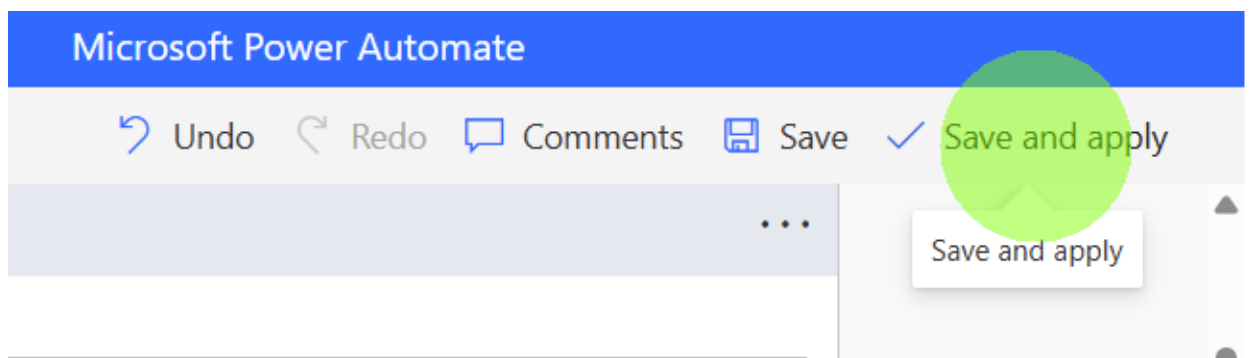 Microsoft Power Automate
Undo Redo Comments Save Save and apply
...
Save and apply